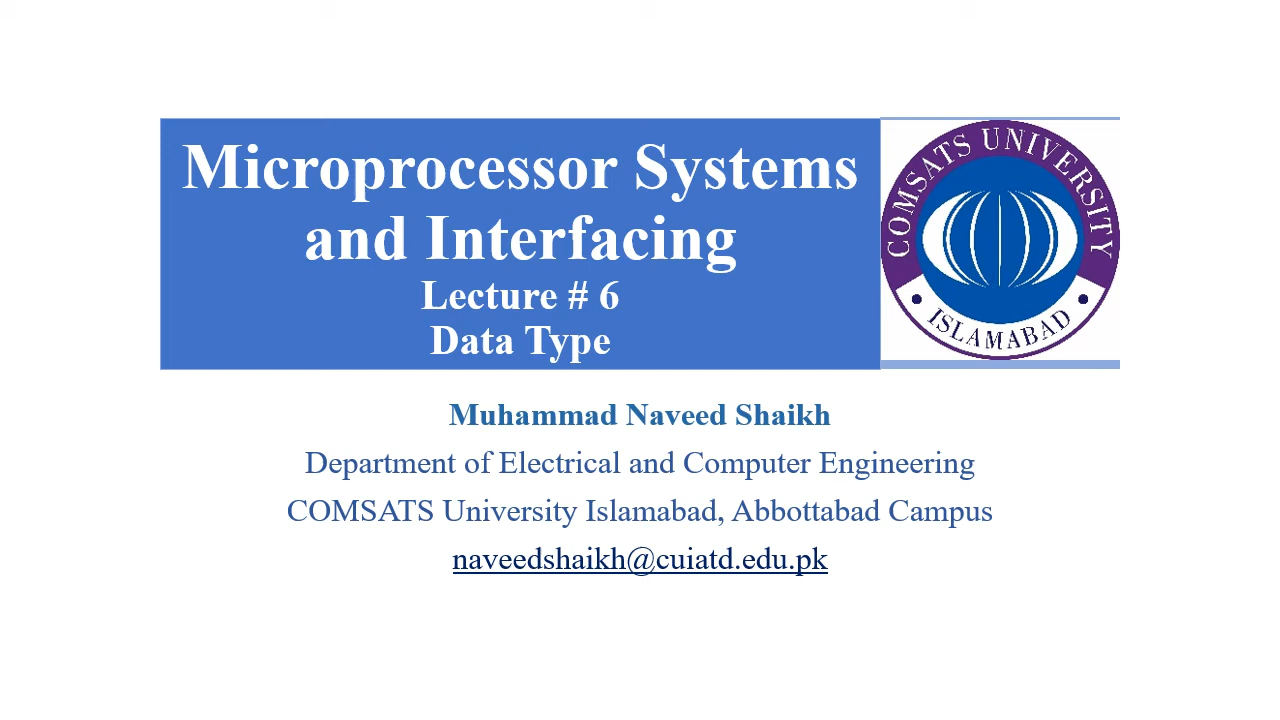 Microprocessor Systems
and Interfacing
Lecture # 6
Data Type
COMSATS UNIVERSITY
ISLAMABAD
Muhammad Naveed Shaikh
Department of Electrical and Computer Engineering
COMSATS University Islamabad, Abbottabad Campus
naveedshaikh@cuiatd.edu.pk